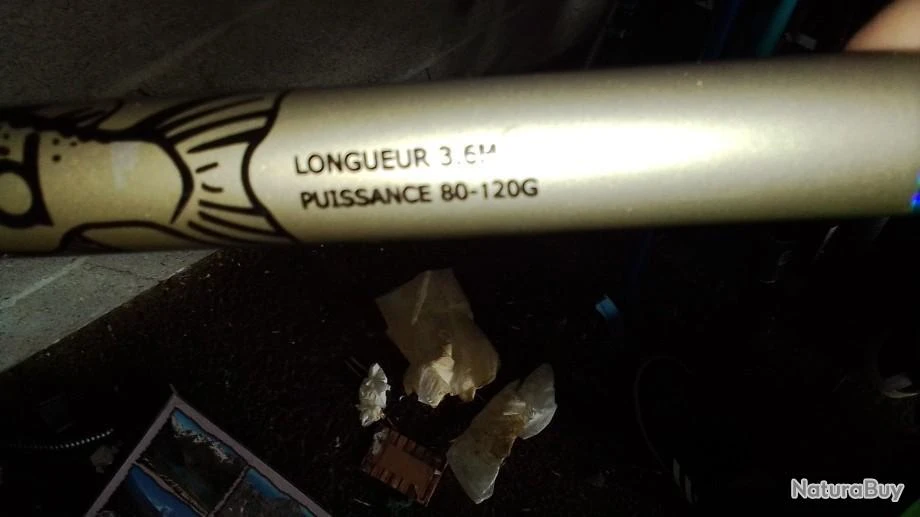 LONGUEUR 3.6M
PUISSANCE 80-120G
NaturaBuy